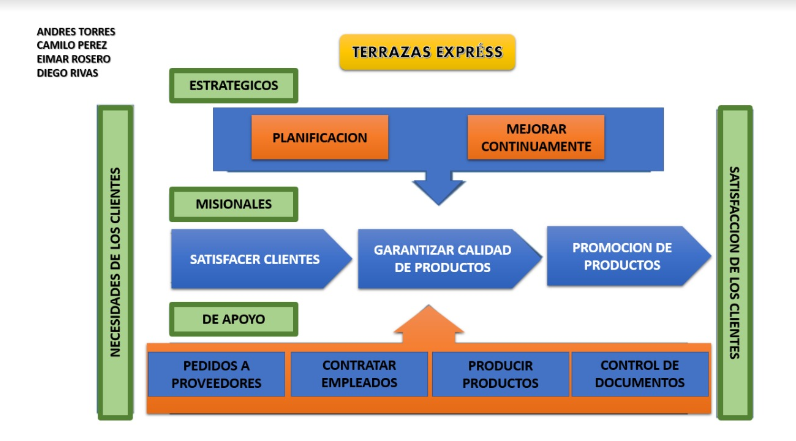 ANDRES TORRES
CAMILO PEREZ
EIMAR ROSERO
DIEGO RIVAS
TERRAZAS EXPRÉSS
ESTRATEGICOS
PLANIFICACION
MEJORAR
CONTINUAMENTE
NECESIDADES DE LOS CLIENTES
MISIONALES
SATISFACER CLIENTES
GARANTIZAR CALIDAD
DE PRODUCTOS
PROMOCION DE
PRODUCTOS
SATISFACCION DE LOS CLIENTES
DE APOYO
PEDIDOS A
PROVEEDORES
CONTRATAR
EMPLEADOS
PRODUCIR
PRODUCTOS
CONTROL DE
DOCUMENTOS